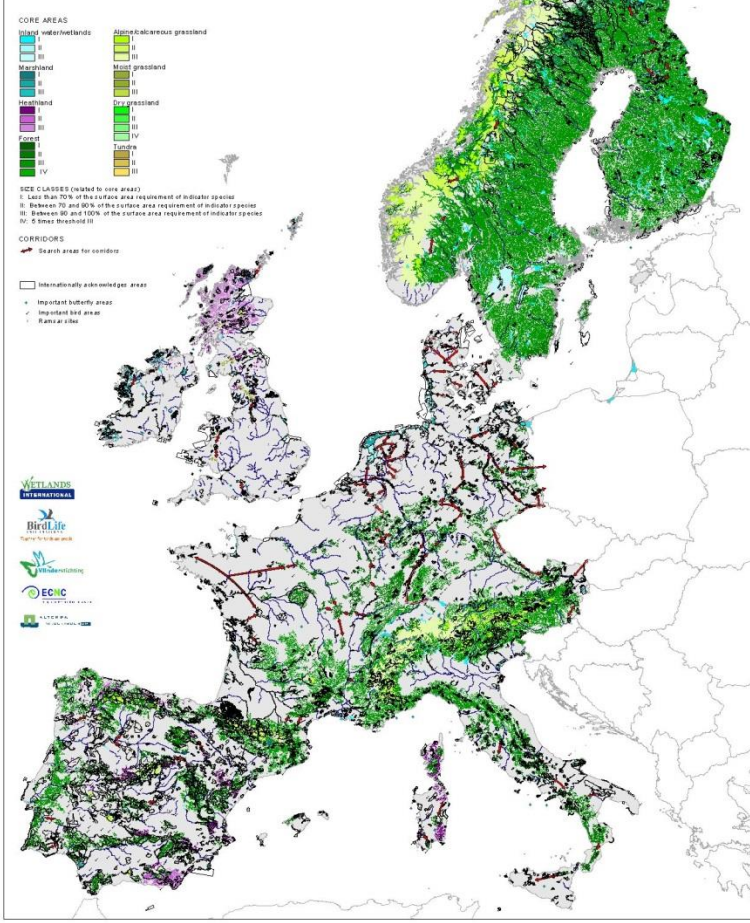 CORE AREAS
Inland water/wetlands
I
II
III
Marshland
I
II
III
Heathland
I
II
III
Forest
I
II
III
IV
Alpine/calcareous grassland
I
II
III
Moist grassland
I
II
III
Dry grassland
I
II
III
IV
Tundra
I
II
III
SIZE CLASSES (related to core areas)
I: Less than 70% of the surface area requirement of indicator species
II: Between 70 and 90% of the surface area requirement of indicator species
III: Between 90 and 100% of the surface area requirement of indicator species
IV: 5 times threshold III
CORRIDORS
Search areas for corridors
Internationally acknowledges areas
Important butterfly areas
Important bird areas
Ramsar sites
WETLANDS
INTERNATIONAL
BirdLife
Vlinderstichting
ECNC
ALTERRA